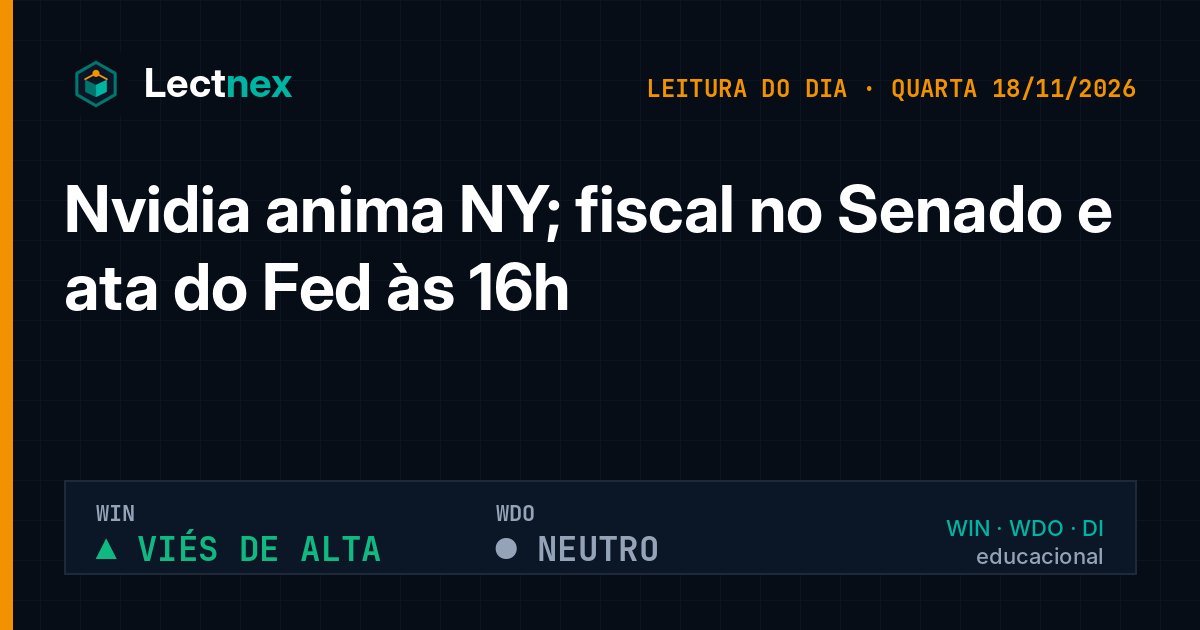 Lectnex
LEITURA DO DIA · QUARTA 18/11/2026
Nvidia anima NY; fiscal no Senado e
ata do Fed às 16h
WIN
▲ VIÉS DE ALTA
WDO
● NEUTRO
WIN · WDO · DI
educacional